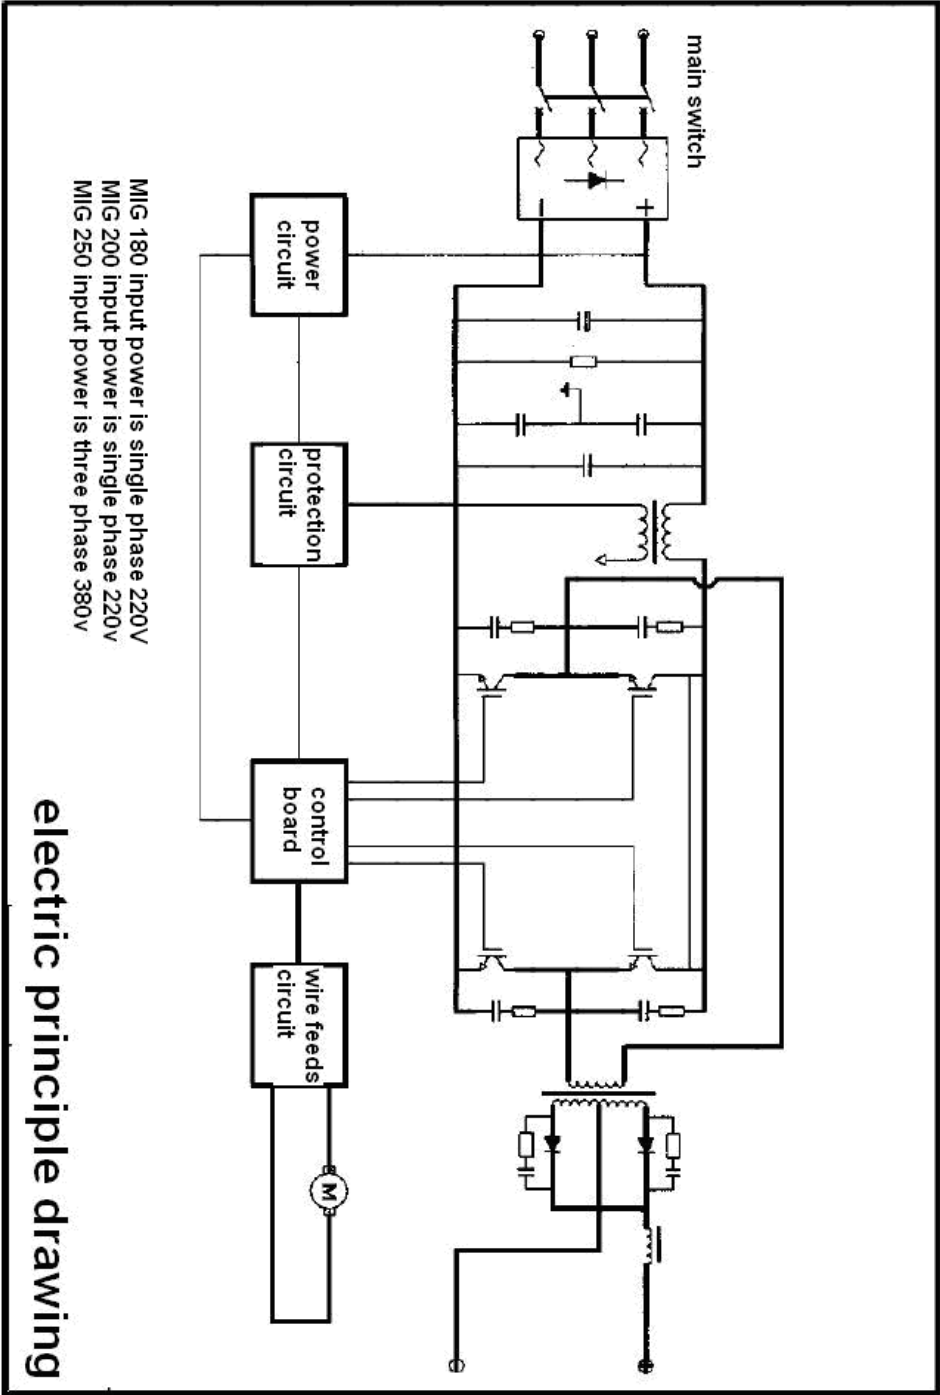 main switch
+
−
power
circuit
protection
circuit
control
board
wire feeds
circuit
M
MIG 180 input power is single phase 220V
MIG 200 input power is single phase 220v
MIG 250 input power is three phase 380v
electric principle drawing